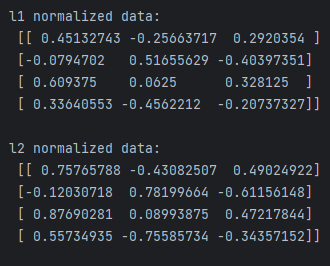 l1 normalized data:
[[ 0.45132743 -0.25663717  0.2920354 ]
[-0.0794702   0.51655629 -0.40397351]
[ 0.609375    0.0625      0.328125  ]
[ 0.33640553 -0.4562212  -0.20737327]]
l2 normalized data:
[[ 0.75765788 -0.43082507  0.49024922]
[-0.12030718  0.78199664 -0.61156148]
[ 0.87690281  0.08993875  0.47217844]
[ 0.55734935 -0.75585734 -0.34357152]]